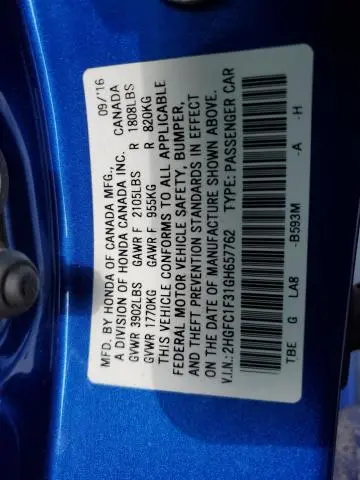 MFD. BY HONDA OF CANADA MFG., 09/'16
A DIVISION OF HONDA CANADA INC. CANADA
GVWR 3902LBS GAWR F 2105LBS R 1808LBS
GVWR 1770KG GAWR F 955KG R 820KG
THIS VEHICLE CONFORMS TO ALL APPLICABLE
FEDERAL MOTOR VEHICLE SAFETY, BUMPER,
AND THEFT PREVENTION STANDARDS IN EFFECT
ON THE DATE OF MANUFACTURE SHOWN ABOVE.
V.I.N.: 2HGFC1F31GH657762 TYPE: PASSENGER CAR
TBE G LA8 -B593M -A -H